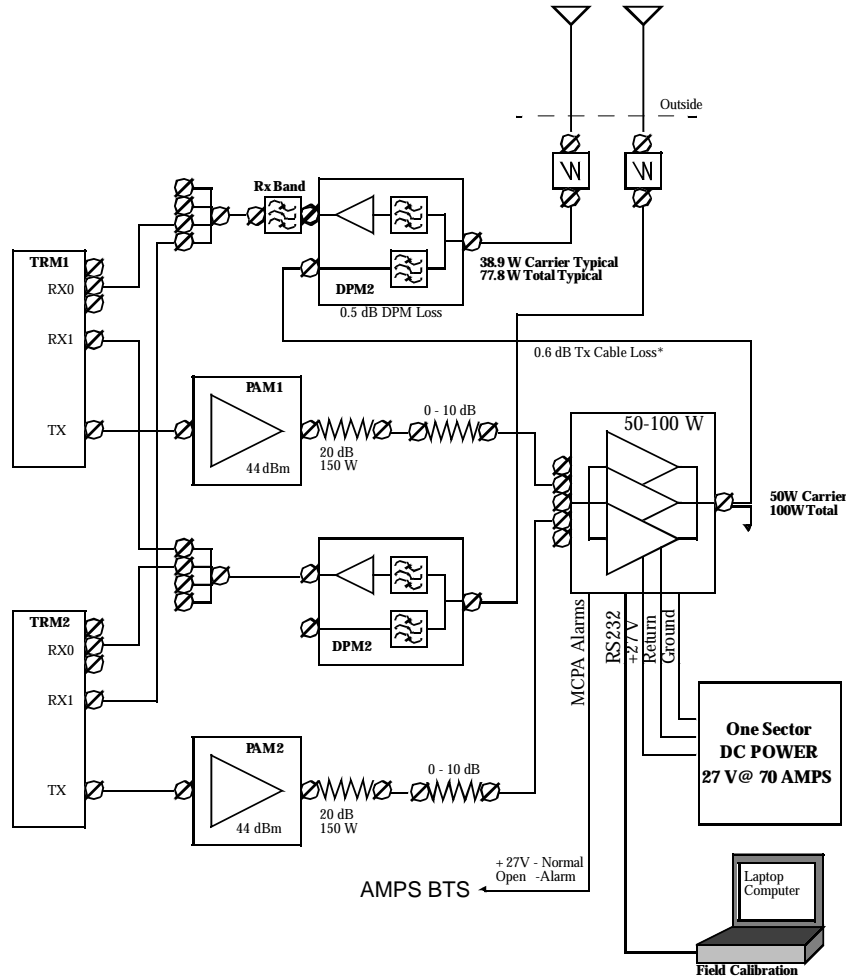 Outside
Rx Band
TRM1
RX0
RX1
TX
DPM2
0.5 dB DPM Loss
38.9 W Carrier Typical
77.8 W Total Typical
0.6 dB Tx Cable Loss*
PAM1
44 dBm
20 dB
150 W
0 - 10 dB
50-100 W
50W Carrier
100W Total
TRM2
RX0
RX1
TX
DPM2
PAM2
44 dBm
20 dB
150 W
0 - 10 dB
MCPA Alarms
RS232
+27V
Return
Ground
One Sector
DC POWER
27 V@ 70 AMPS
+27V - Normal
Open -Alarm
AMPS BTS
Laptop
Computer
Field Calibration